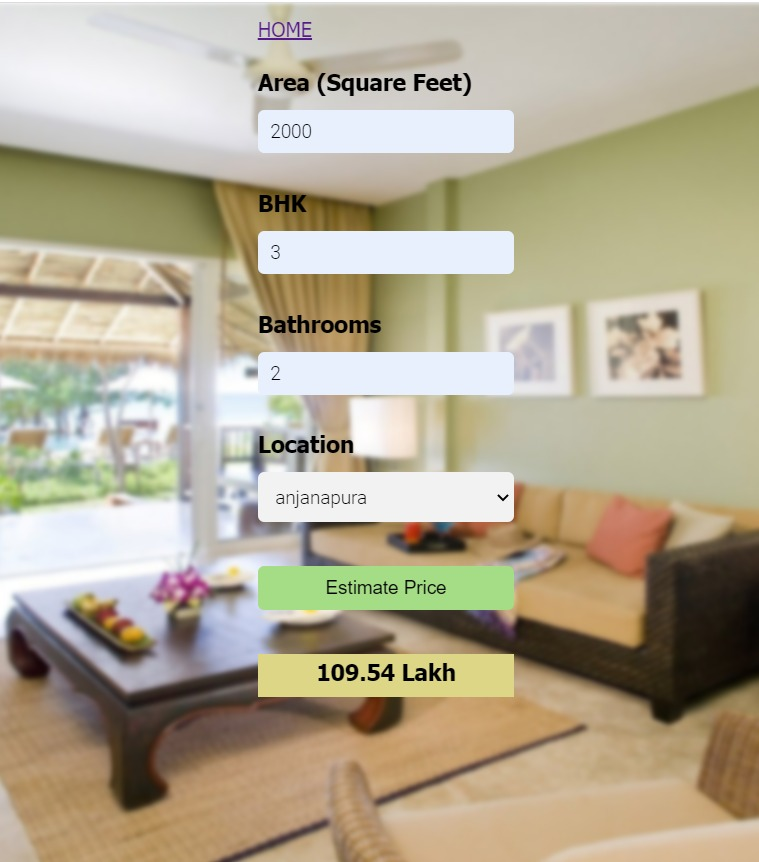 HOME
Area (Square Feet)
2000
BHK
3
Bathrooms
2
Location
anjanapura
Estimate Price
109.54 Lakh